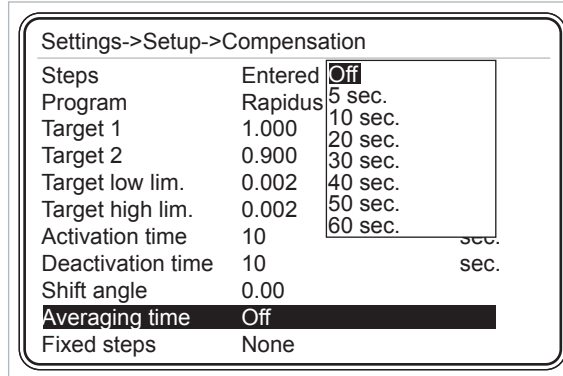 Settings->Setup->Compensation
Steps Entered Off
Program Rapidus 5 sec.
10 sec.
Target 1 1.000
20 sec.
Target 2 0.900 30 sec.
Target low lim. 0.002 40 sec.
50 sec.
Target high lim. 0.002
60 sec.
Activation time 10 sec.
Deactivation time 10 sec.
Shift angle 0.00
Averaging time Off
Fixed steps None